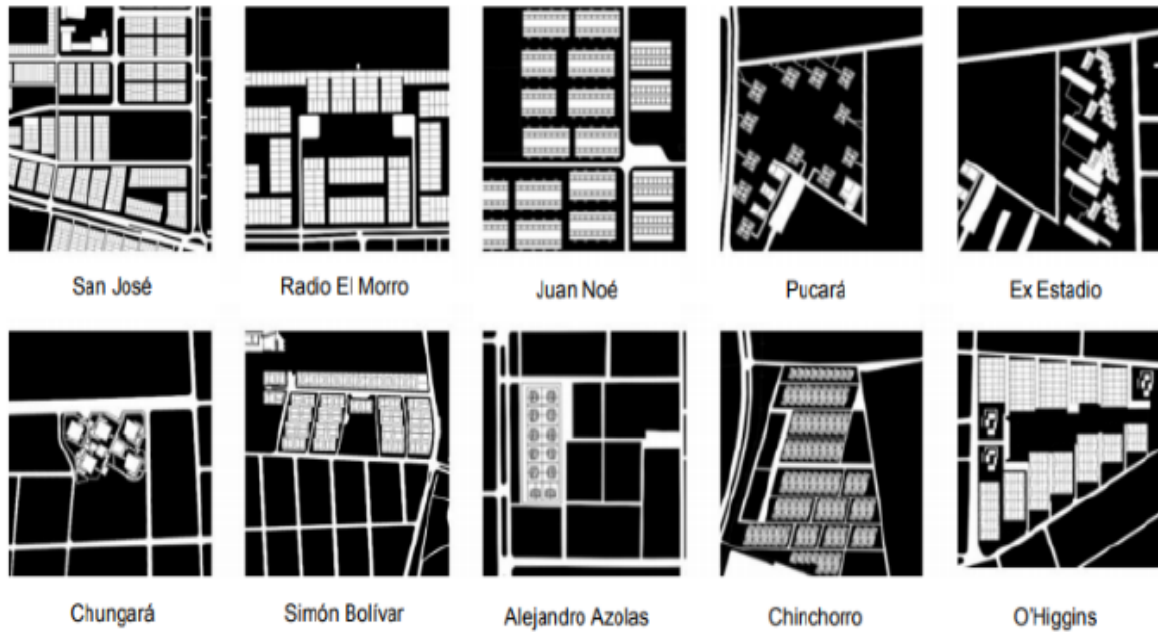 San José
Radio El Morro
Juan Noé
Pucará
Ex Estadio
Chungará
Simón Bolívar
Alejandro Azolas
Chinchorro
O'Higgins